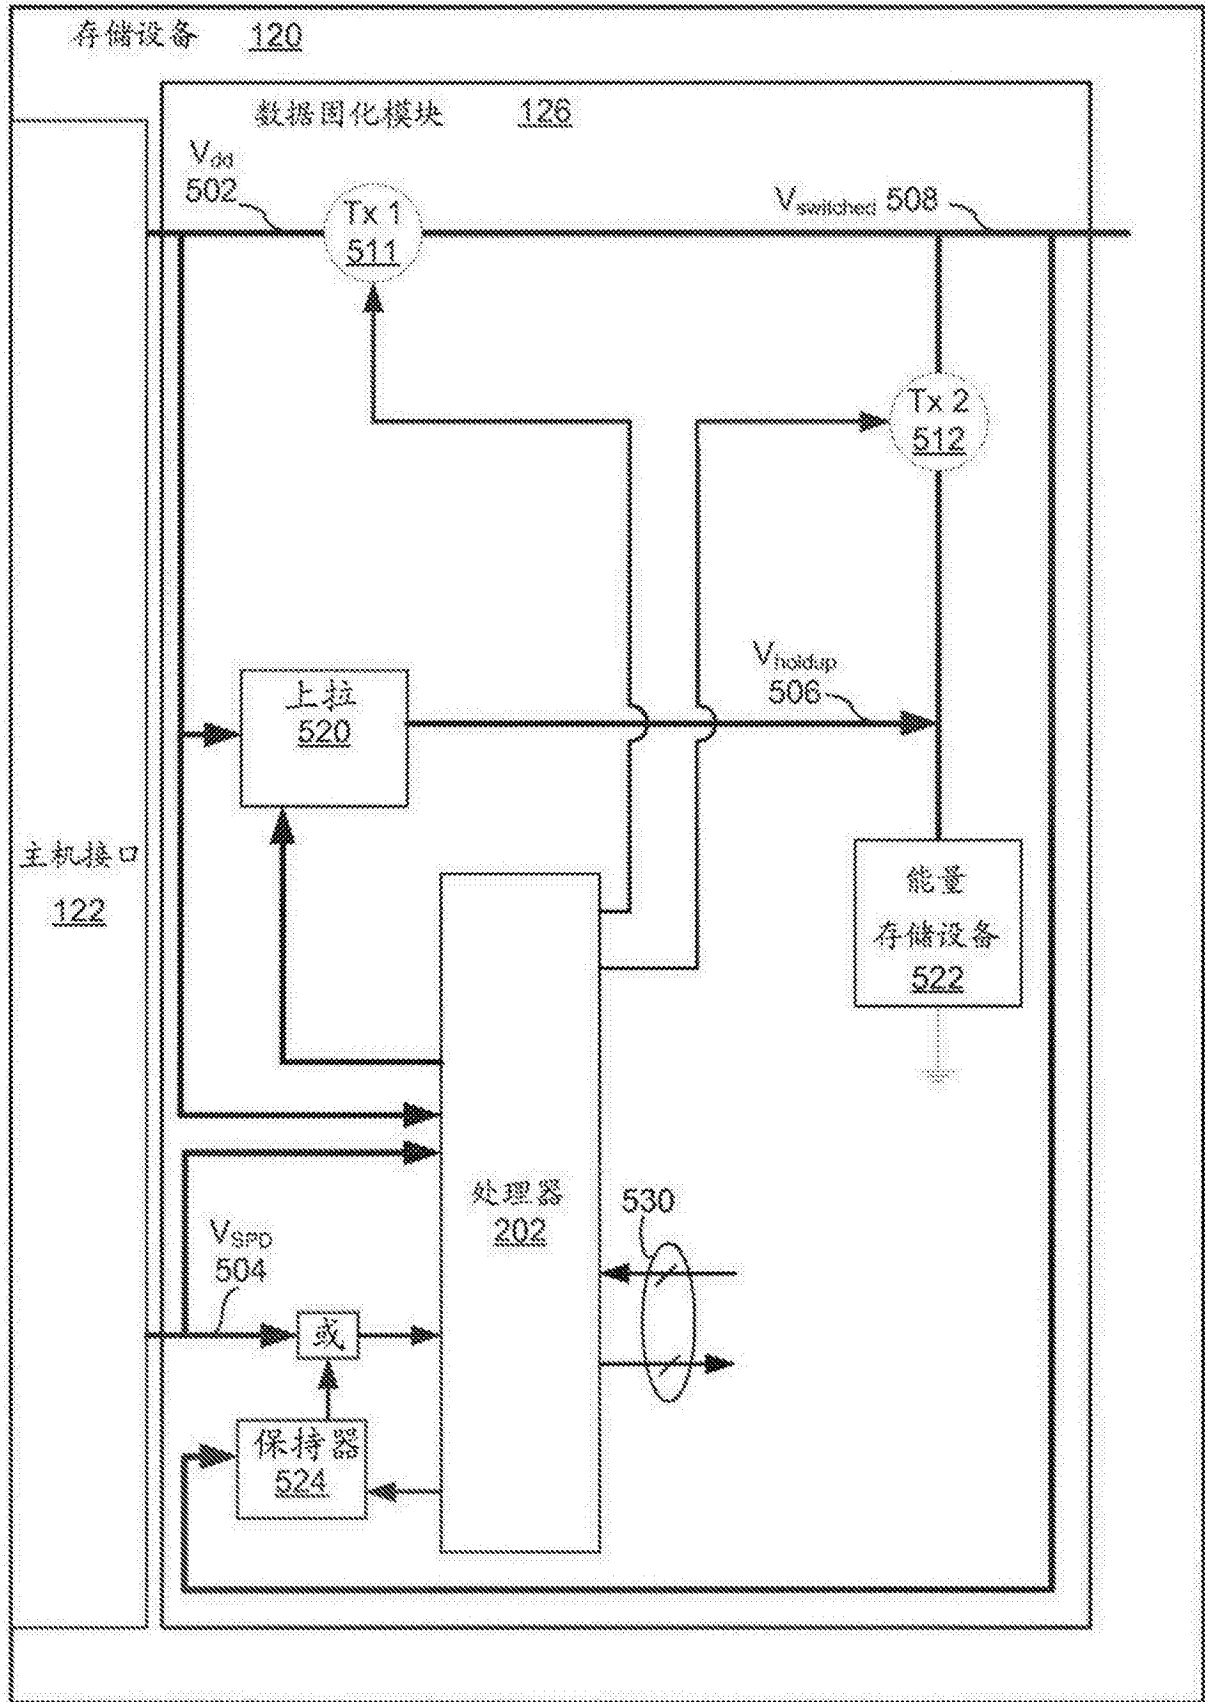 存储设备 120
数据固化模块 126
Vdd
502
Tx 1
511
Vswitched 508
Tx 2
512
Vholdup
506
上拉
520
主机接口
122
能量
存储设备
522
处理器
202
530
VSPD
504
或
保持器
524